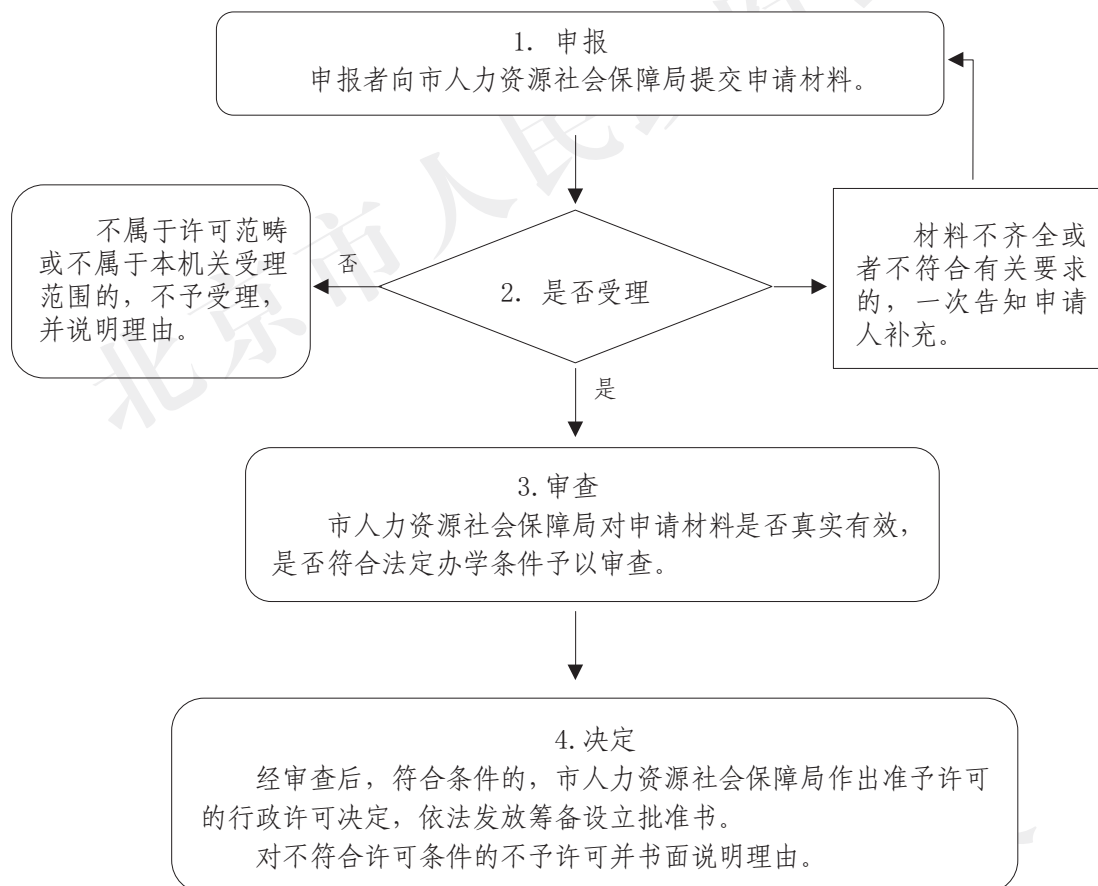 1. 申报
申报者向市人力资源社会保障局提交申请材料。
不属于许可范畴
或不属于本机关受理
范围的，不予受理，
并说明理由。
否
2. 是否受理
材料不齐全或
者不符合有关要求
的，一次告知申请
人补充。
是
3.审查
市人力资源社会保障局对申请材料是否真实有效，
是否符合法定办学条件予以审查。
4.决定
经审查后，符合条件的，市人力资源社会保障局作出准予许可
的行政许可决定，依法发放筹备设立批准书。
对不符合许可条件的不予许可并书面说明理由。
北京市人民